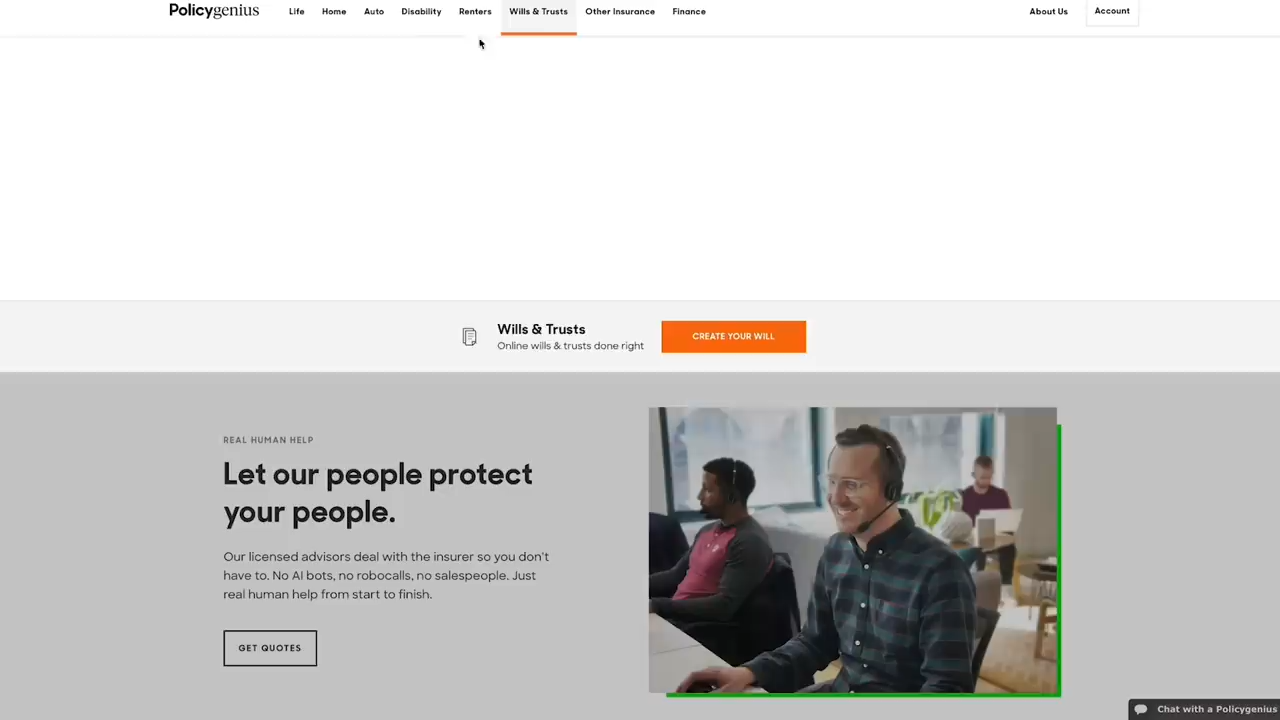 Policygenius Life Home Auto Disability Renters Wills & Trusts Other Insurance Finance About Us Account
Wills & Trusts
Online wills & trusts done right
CREATE YOUR WILL
REAL HUMAN HELP
Let our people protect
your people.
Our licensed advisors deal with the insurer so you don't
have to. No AI bots, no robocalls, no salespeople. Just
real human help from start to finish.
GET QUOTES
Chat with a Policygenius